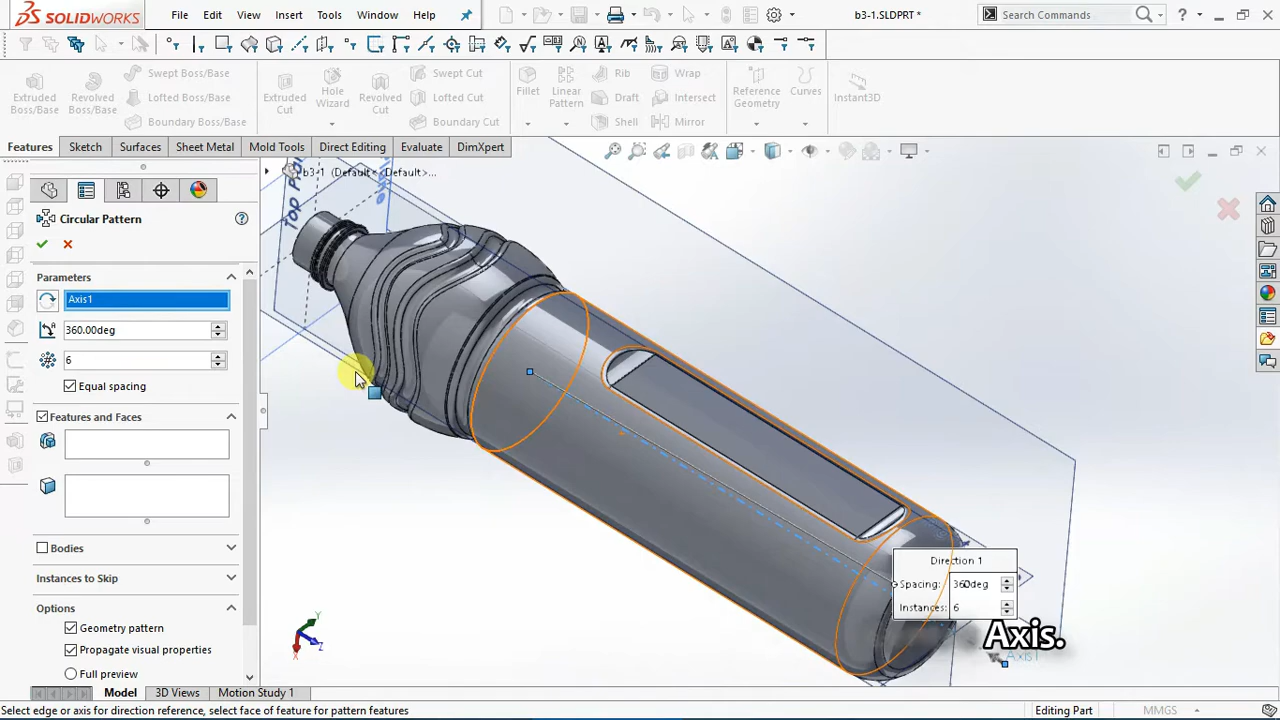 SOLIDWORKS
File Edit View Insert Tools Window Help
b3-1.SLDPRT *
Search Commands
Extruded Boss/Base
Revolved Boss/Base
Swept Boss/Base
Lofted Boss/Base
Boundary Boss/Base
Extruded Cut
Hole Wizard
Revolved Cut
Swept Cut
Lofted Cut
Boundary Cut
Fillet
Linear Pattern
Rib
Draft
Shell
Wrap
Intersect
Mirror
Reference Geometry
Curves
Instant3D
Features Sketch Surfaces Sheet Metal Mold Tools Direct Editing Evaluate DimXpert
b3-1 (Default<<Default>...
Circular Pattern
Parameters
Axis1
360.00deg
6
Equal spacing
Features and Faces
Bodies
Instances to Skip
Options
Geometry pattern
Propagate visual properties
Full preview
Direction 1
Spacing: 360deg
Instances: 6
Axis.
Axis1
Y
X
Z
Model 3D Views Motion Study 1
Select edge or axis for direction reference, select face of feature for pattern features
Editing Part
MMGS